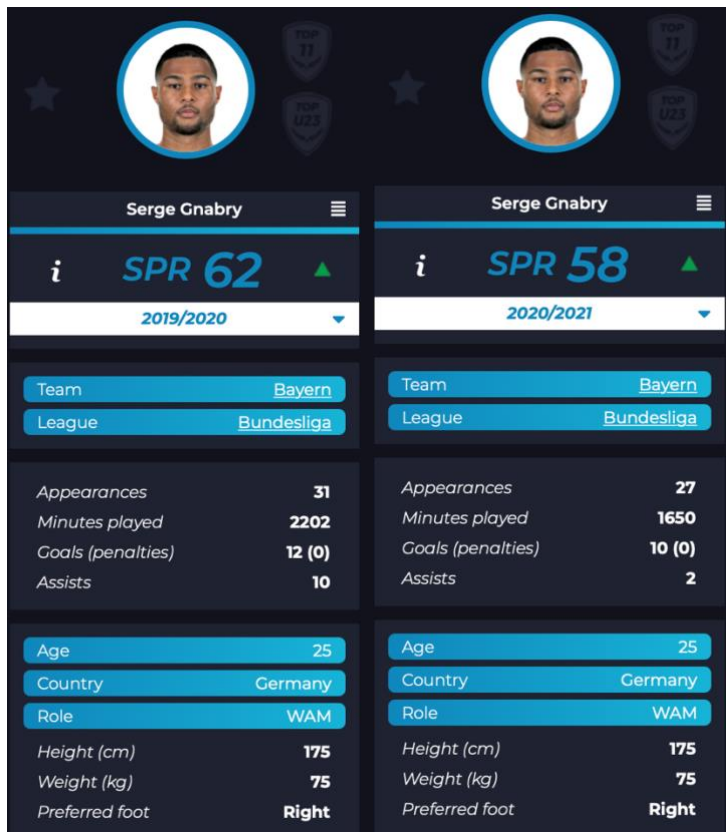 TOP
11
TOP
U23
Serge Gnabry
i SPR 62
2019/2020
Team Bayern
League Bundesliga
Appearances 31
Minutes played 2202
Goals (penalties) 12 (0)
Assists 10
Age 25
Country Germany
Role WAM
Height (cm) 175
Weight (kg) 75
Preferred foot Right
TOP
11
TOP
U23
Serge Gnabry
i SPR 58
2020/2021
Team Bayern
League Bundesliga
Appearances 27
Minutes played 1650
Goals (penalties) 10 (0)
Assists 2
Age 25
Country Germany
Role WAM
Height (cm) 175
Weight (kg) 75
Preferred foot Right